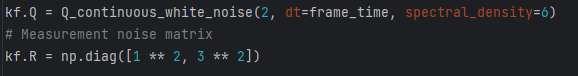 kf.Q = Q_continuous_white_noise(2, dt=frame_time, spectral_density=6)
# Measurement noise matrix
kf.R = np.diag([1 ** 2, 3 ** 2])